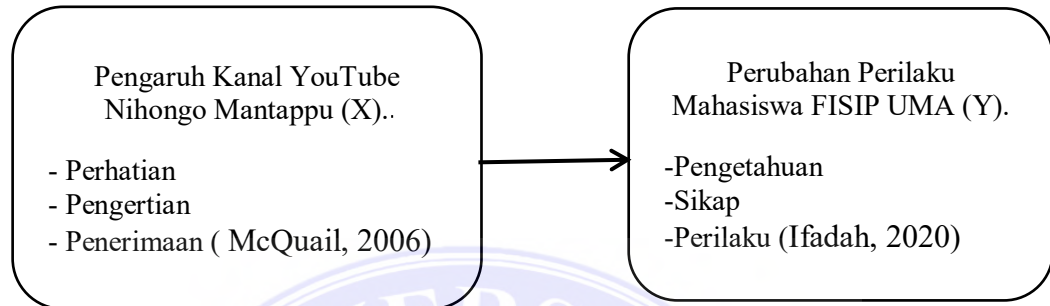 Pengaruh Kanal YouTube
Nihongo Mantappu (X)..
- Perhatian
- Pengertian
- Penerimaan ( McQuail, 2006)
Perubahan Perilaku
Mahasiswa FISIP UMA (Y).
-Pengetahuan
-Sikap
-Perilaku (Ifadah, 2020)